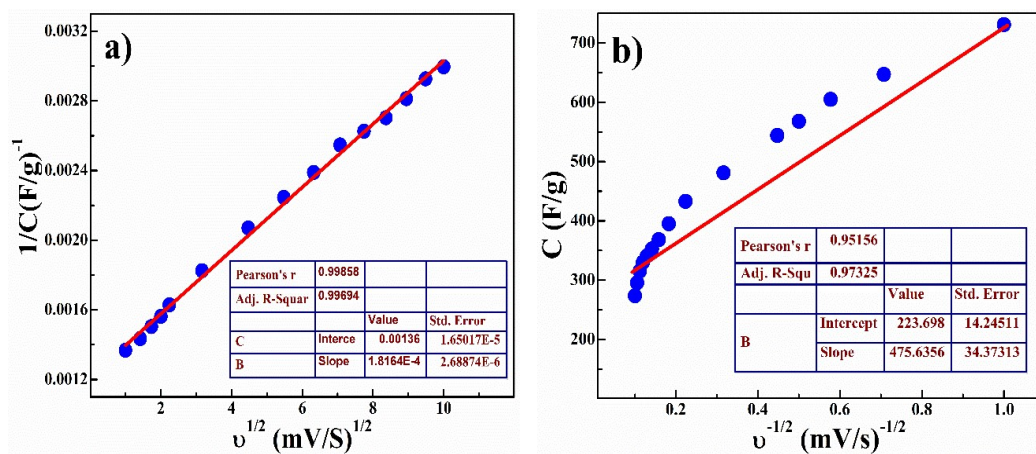 a)
0.0032
0.0028
0.0024
0.0020
0.0016
0.0012
1/C(F/g)⁻¹
Pearson's r 0.99858
Adj. R-Squar 0.99694
Value Std. Error
C Interce 0.00136 1.65017E-5
B Slope 1.8164E-4 2.68874E-6
2 4 6 8 10
υ^1/2 (mV/S)^1/2
b)
700
600
500
400
300
200
C (F/g)
Pearson's r 0.95156
Adj. R-Squ 0.97325
Value Std. Error
B Intercept 223.698 14.24511
Slope 475.6356 34.37313
0.2 0.4 0.6 0.8 1.0
υ^-1/2 (mV/s)^-1/2